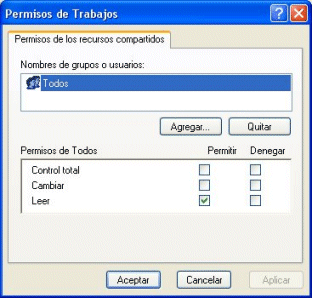 Permisos de Trabajos
Permisos de los recursos compartidos
Nombres de grupos o usuarios:
Todos
Agregar... Quitar
Permisos de Todos Permitir Denegar
Control total
Cambiar
Leer
Aceptar Cancelar Aplicar